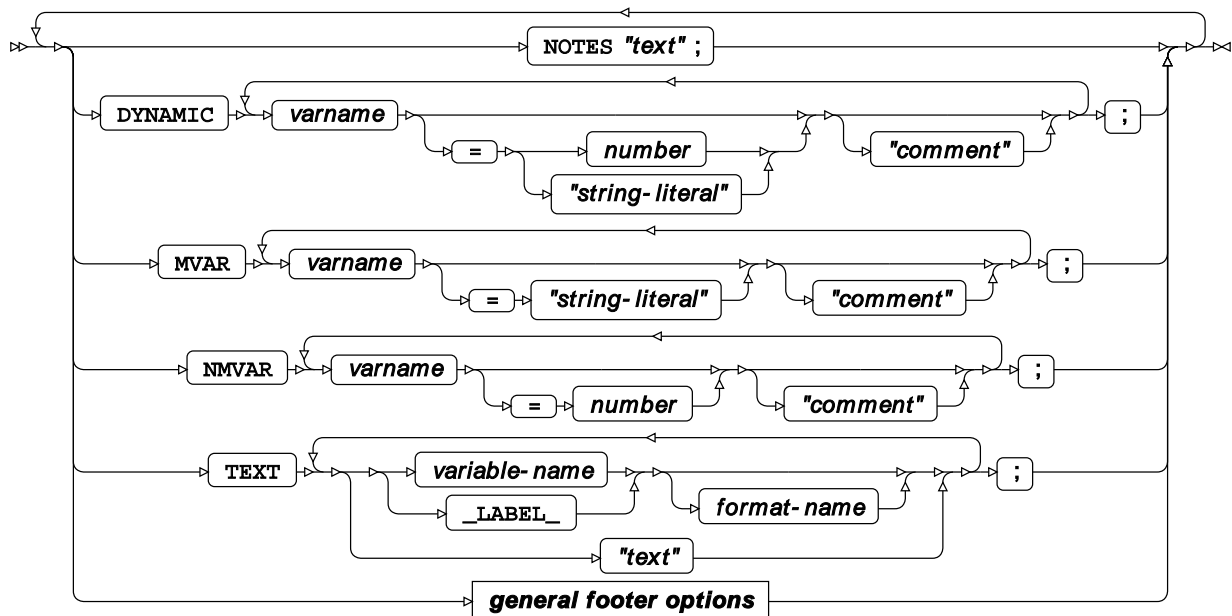 NOTES "text" ;
DYNAMIC varname "comment" ;
= number
"string-literal"
MVAR varname = "string-literal" "comment" ;
NMVAR varname = number "comment" ;
TEXT variable-name format-name ;
_LABEL_
"text"
general footer options